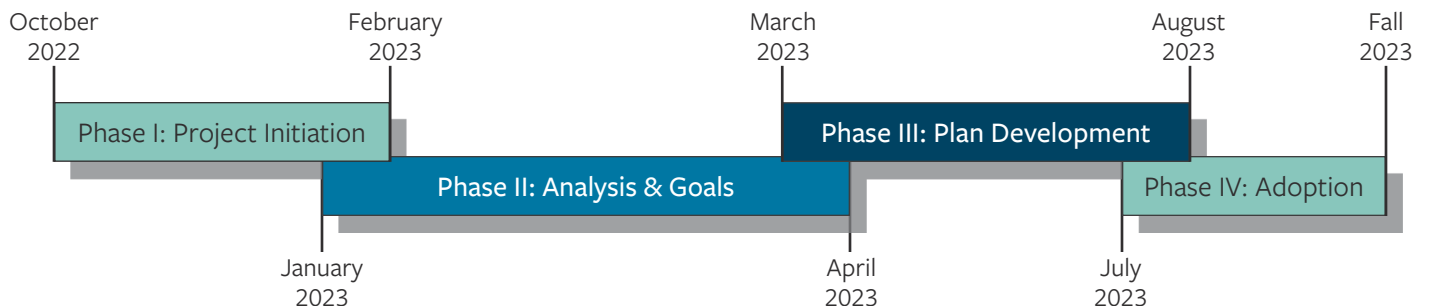 October
2022
February
2023
March
2023
August
2023
Fall
2023
Phase I: Project Initiation
Phase III: Plan Development
Phase II: Analysis & Goals
Phase IV: Adoption
January
2023
April
2023
July
2023